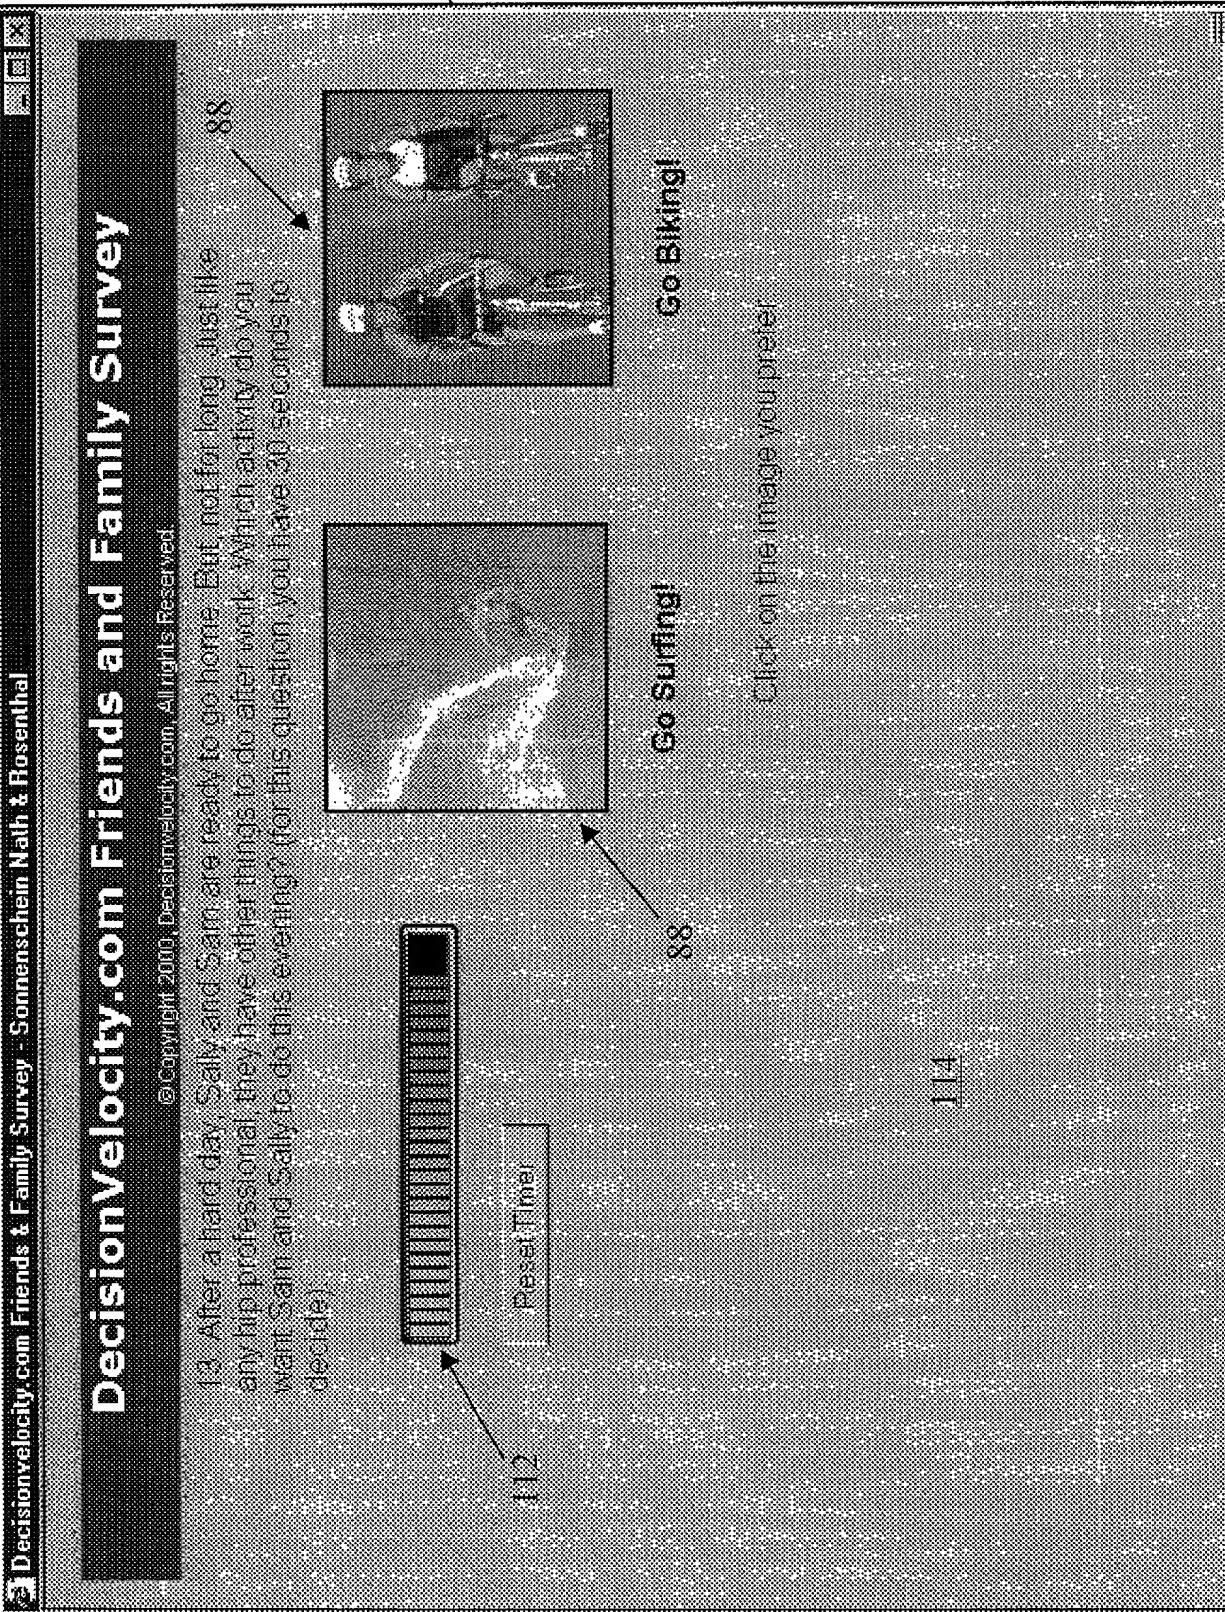 Decisionvelocity.com Friends & Family Survey - Sonnenschein Nath & Rosenthal
DecisionVelocity.com Friends and Family Survey
© Copyright 2000, Decisionvelocity.com. All rights Reserved.
13. After a hard day, Sally and Sam are ready to go home. But, not for long. Just like
any hip professional, they have other things to do after work. Which activity do you
want Sam and Sally to do this evening? (for this question, you have 30 seconds to
decide).
88
112
Reset Timer
88
Go Surfing!
Go Biking!
Click on the image you prefer
114